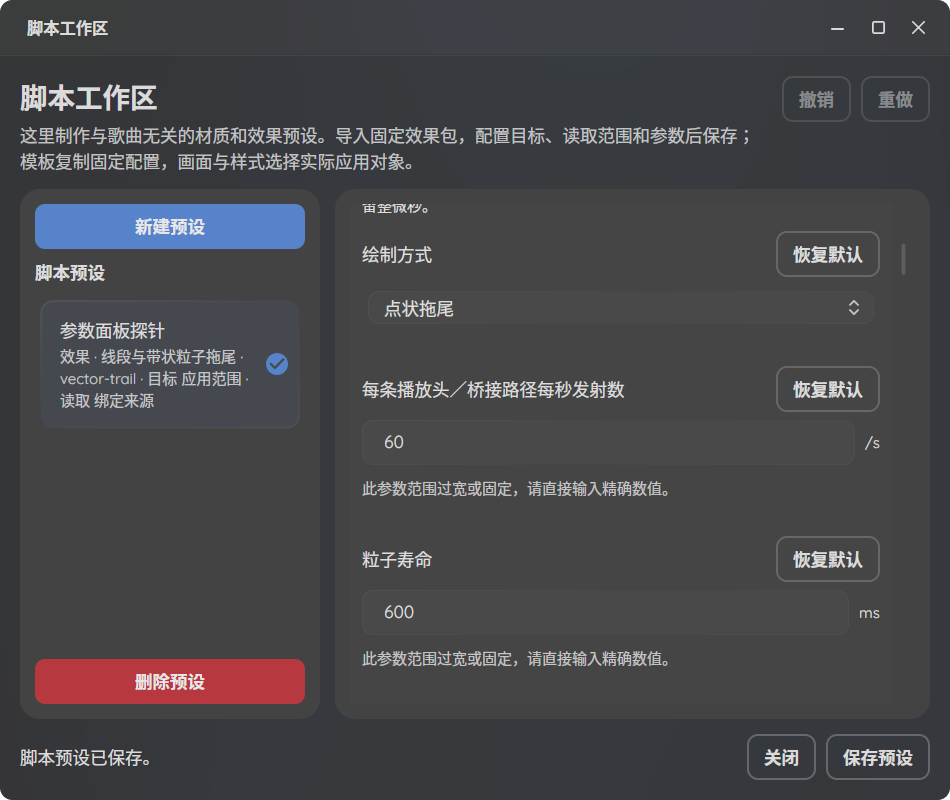 脚本工作区
脚本工作区
撤销
重做
这里制作与歌曲无关的材质和效果预设。导入固定效果包，配置目标、读取范围和参数后保存；
模板复制固定配置，画面与样式选择实际应用对象。
新建预设
脚本预设
参数面板探针
效果 · 线段与带状粒子拖尾 ·
vector-trail · 目标 应用范围 ·
读取 绑定来源
删除预设
留整微秒。
绘制方式
恢复默认
点状拖尾
每条播放头／桥接路径每秒发射数
恢复默认
60
/s
此参数范围过宽或固定，请直接输入精确数值。
粒子寿命
恢复默认
600
ms
此参数范围过宽或固定，请直接输入精确数值。
脚本预设已保存。
关闭
保存预设